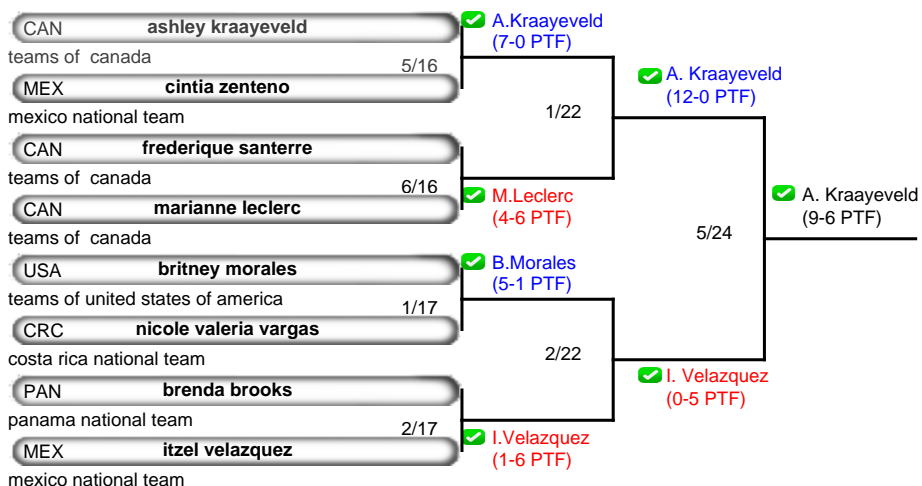 CAN ashley kraayeveld
teams of canada
5/16
MEX cintia zenteno
mexico national team
A.Kraayeveld
(7-0 PTF)
CAN frederique santerre
teams of canada
6/16
CAN marianne leclerc
teams of canada
M.Leclerc
(4-6 PTF)
1/22
A. Kraayeveld
(12-0 PTF)
USA britney morales
teams of united states of america
1/17
CRC nicole valeria vargas
costa rica national team
B.Morales
(5-1 PTF)
PAN brenda brooks
panama national team
2/17
MEX itzel velazquez
mexico national team
I.Velazquez
(1-6 PTF)
2/22
I. Velazquez
(0-5 PTF)
5/24
A. Kraayeveld
(9-6 PTF)